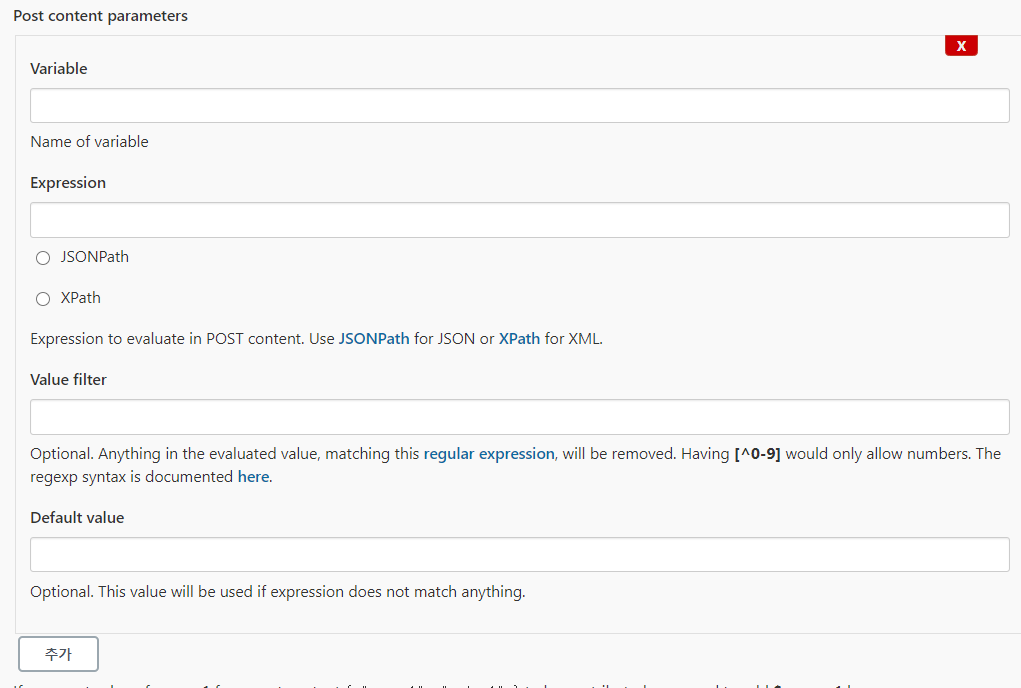 Post content parameters
X
Variable
Name of variable
Expression
JSONPath
XPath
Expression to evaluate in POST content. Use JSONPath for JSON or XPath for XML.
Value filter
Optional. Anything in the evaluated value, matching this regular expression, will be removed. Having [^0-9] would only allow numbers. The
regexp syntax is documented here.
Default value
Optional. This value will be used if expression does not match anything.
추가